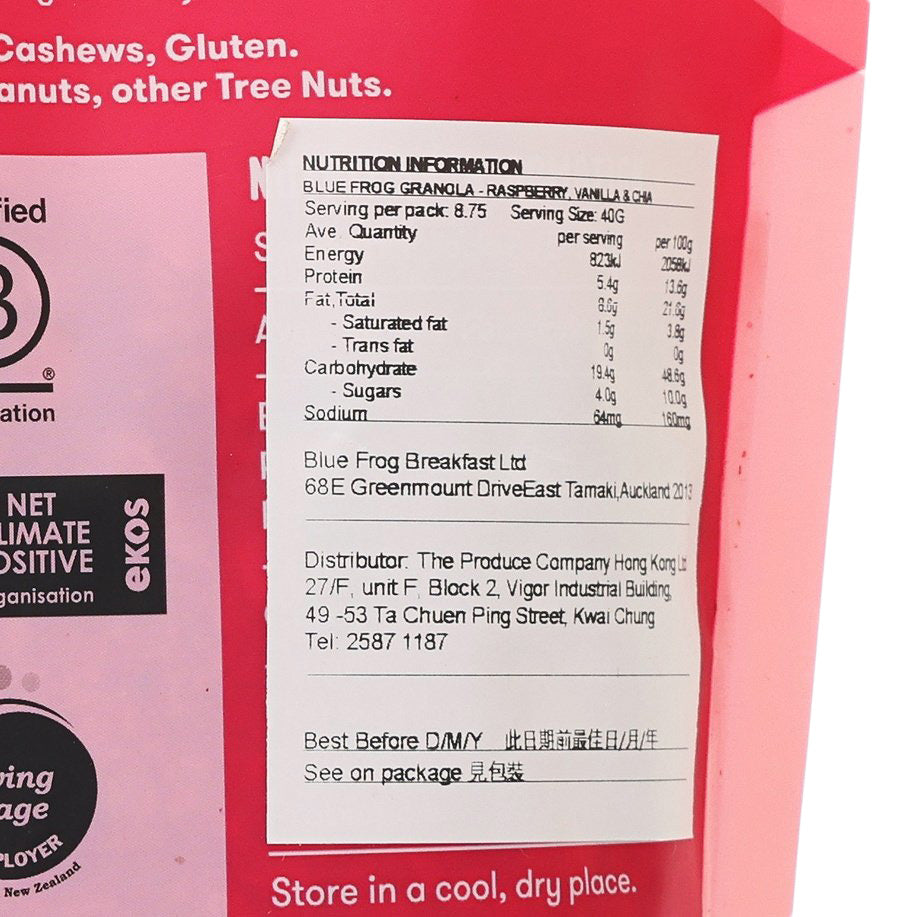 Cashews, Gluten.
anuts, other Tree Nuts.
NUTRITION INFORMATION
BLUE FROG GRANOLA - RASPBERRY, VANILLA & CHIA
Serving per pack: 8.75 Serving Size: 40G
Ave. Quantity per serving per 100g
Energy 823kJ 2058kJ
Protein 5.4g 13.6g
Fat,Total 8.6g 21.6g
- Saturated fat 1.5g 3.8g
- Trans fat 0g 0g
Carbohydrate 19.4g 48.6g
- Sugars 4.0g 10.0g
Sodium 64mg 160mg
Blue Frog Breakfast Ltd
68E Greenmount DriveEast Tamaki,Auckland 2013
Distributor: The Produce Company Hong Kong Ltd
27/F, unit F, Block 2, Vigor Industrial Building,
49 -53 Ta Chuen Ping Street, Kwai Chung
Tel: 2587 1187
Best Before D/M/Y 此日期前最佳日/月/年
See on package 見包裝
Store in a cool, dry place.
fied
B
®
ation
NET
LIMATE
OSITIVE
ganisation
ekos
ving
age
PLOYER
New Zealand